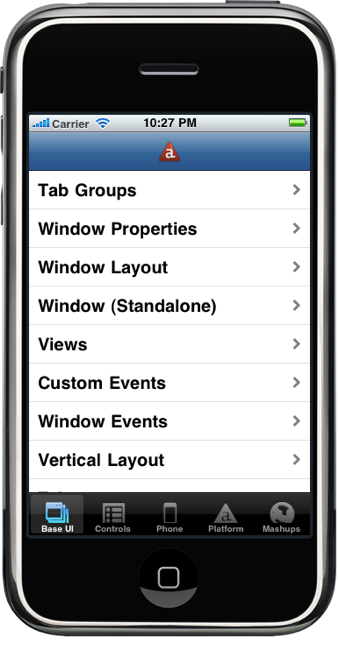 Carrier 10:27 PM
a
Tab Groups
Window Properties
Window Layout
Window (Standalone)
Views
Custom Events
Window Events
Vertical Layout
Base UI Controls Phone Platform Mashups